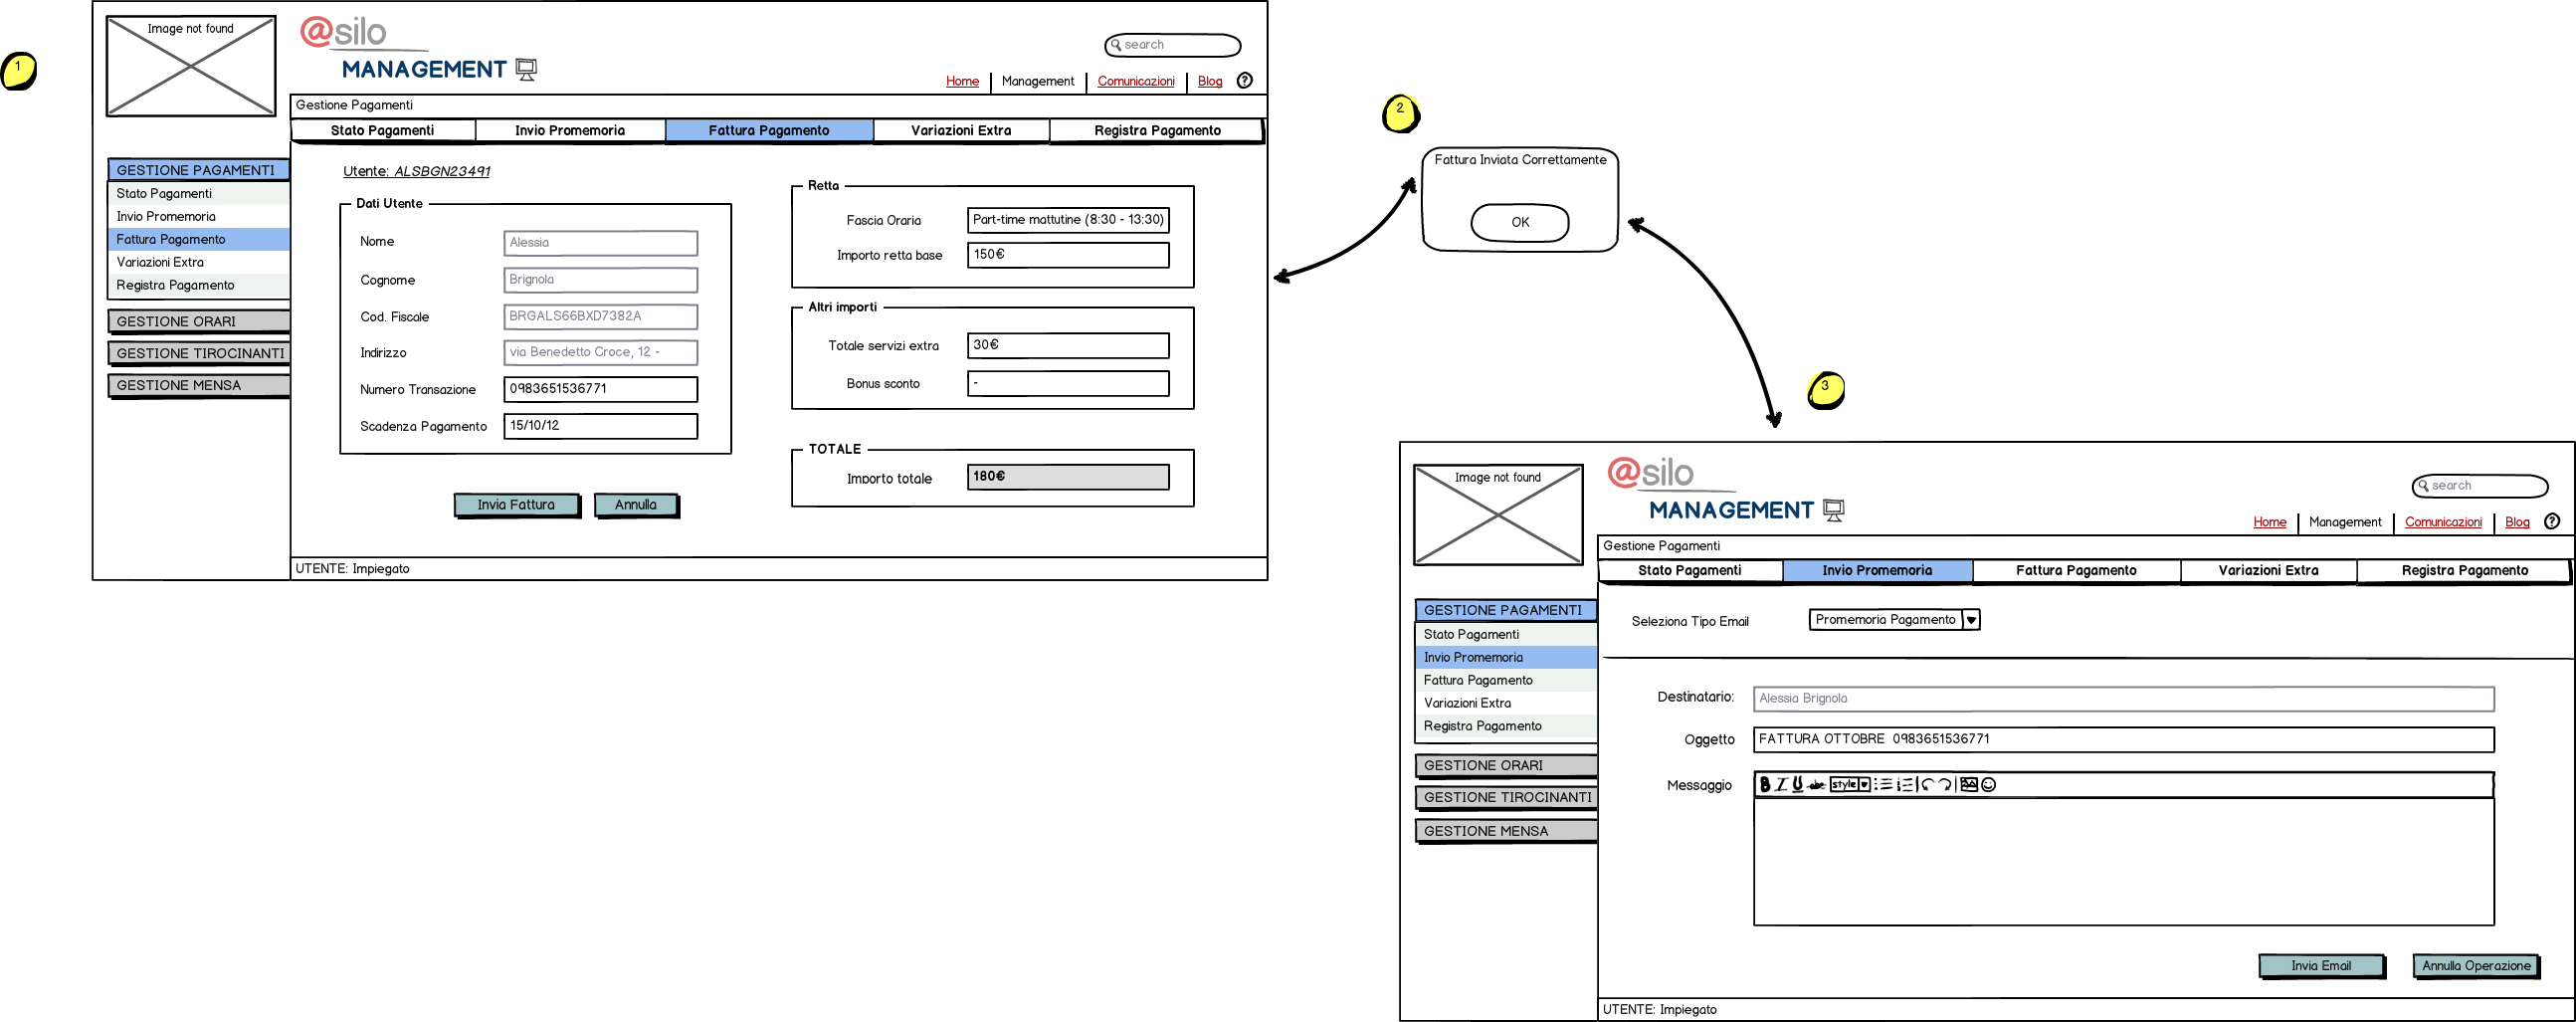 1
Image not found
@silo
MANAGEMENT
search
Home
Management
Comunicazioni
Blog
?
Gestione Pagamenti
Stato Pagamenti
Invio Promemoria
Fattura Pagamento
Variazioni Extra
Registra Pagamento
GESTIONE PAGAMENTI
Stato Pagamenti
Invio Promemoria
Fattura Pagamento
Variazioni Extra
Registra Pagamento
GESTIONE ORARI
GESTIONE TIROCINANTI
GESTIONE MENSA
Utente: ALSBGN23491
Dati Utente
Nome Alessia
Cognome Brignola
Cod. Fiscale BRGALS66BXD7382A
Indirizzo via Benedetto Croce, 12 -
Numero Transazione 0983651536771
Scadenza Pagamento 15/10/12
Invia Fattura
Annulla
Retta
Fascia Oraria Part-time mattutine (8:30 - 13:30)
Importo retta base 150€
Altri importi
Totale servizi extra 30€
Bonus sconto -
TOTALE
Importo totale 180€
UTENTE: Impiegato
2
Fattura Inviata Correttamente
OK
3
Image not found
@silo
MANAGEMENT
search
Home
Management
Comunicazioni
Blog
?
Gestione Pagamenti
Stato Pagamenti
Invio Promemoria
Fattura Pagamento
Variazioni Extra
Registra Pagamento
GESTIONE PAGAMENTI
Stato Pagamenti
Invio Promemoria
Fattura Pagamento
Variazioni Extra
Registra Pagamento
GESTIONE ORARI
GESTIONE TIROCINANTI
GESTIONE MENSA
Seleziona Tipo Email Promemoria Pagamento
Destinatario: Alessia Brignola
Oggetto FATTURA OTTOBRE 0983651536771
Messaggio B I U abc style
Invia Email
Annulla Operazione
UTENTE: Impiegato